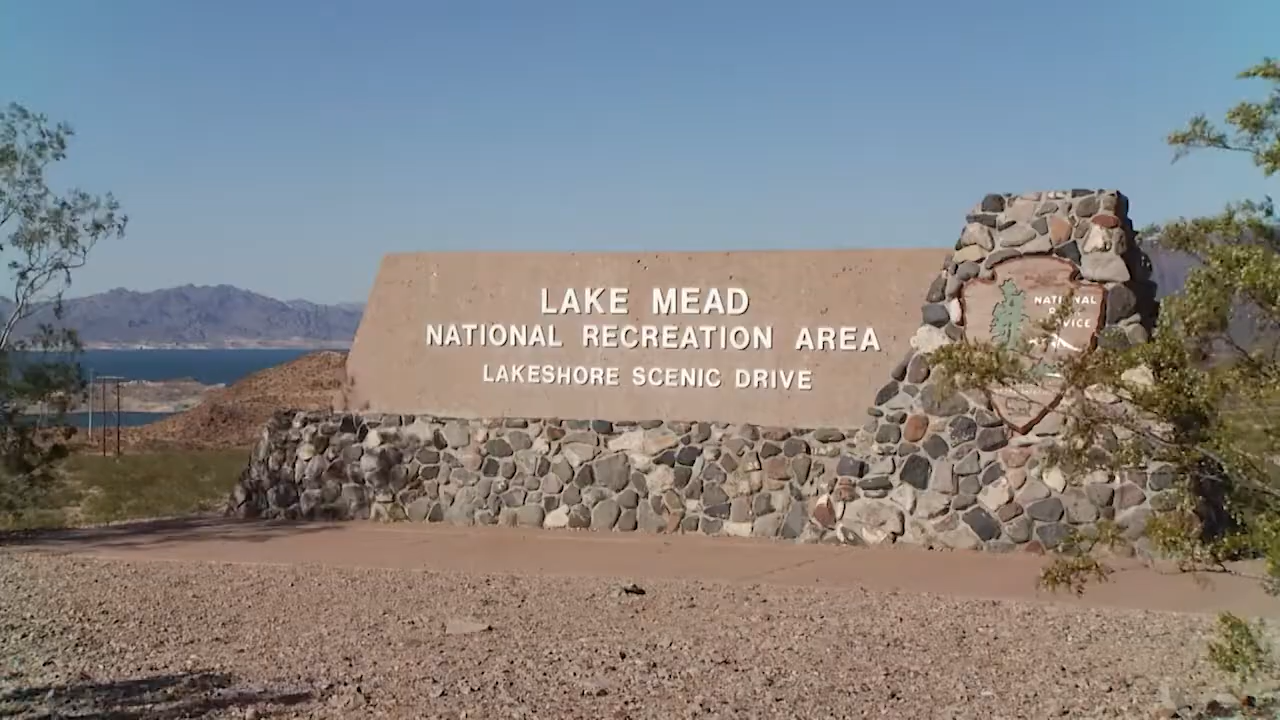 LAKE MEAD
NATIONAL RECREATION AREA
LAKESHORE SCENIC DRIVE
NATIONAL